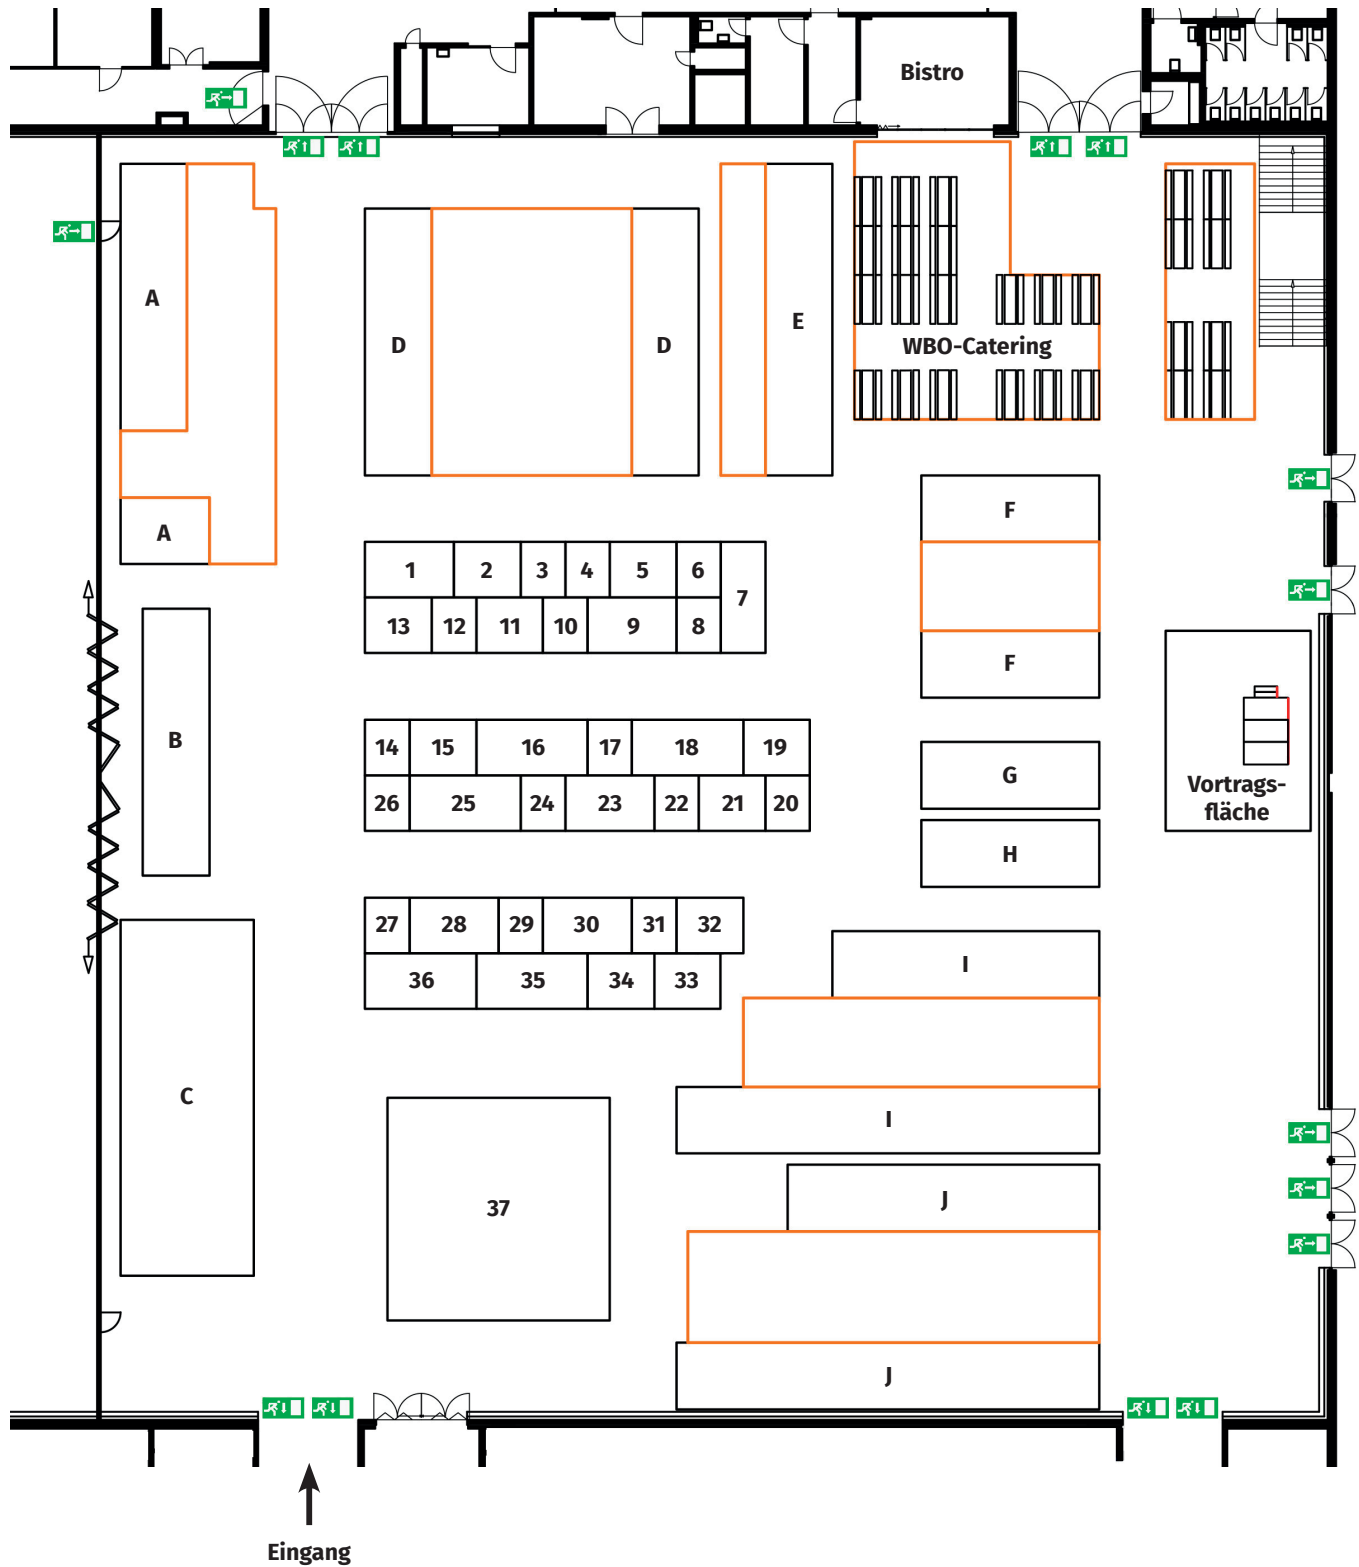 Bistro
A
D
D
E
WBO-Catering
A
F
1 2 3 4 5 6
7
13 12 11 10 9 8
F
B
14 15 16 17 18 19
26 25 24 23 22 21 20
G
Vortrags-
fläche
H
27 28 29 30 31 32
36 35 34 33
I
C
I
37
J
J
Eingang